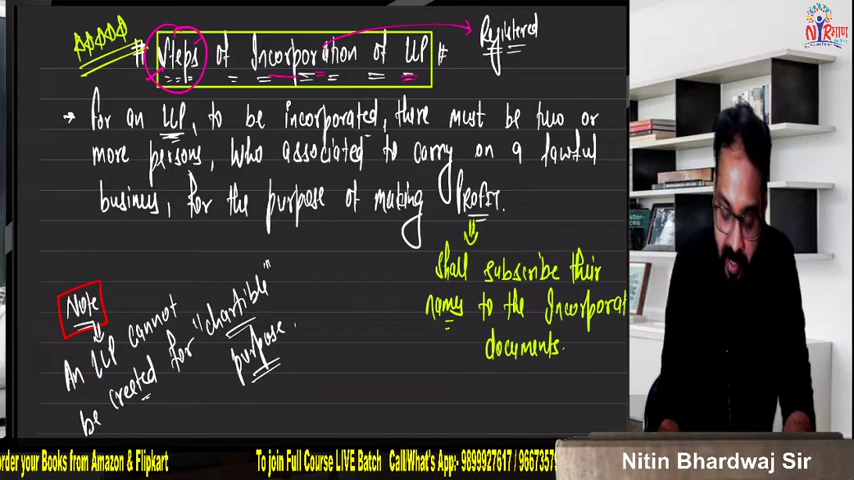 # Steps of Incorporation of LLP #
Registered
→ For an LLP, to be incorporated, there must be two or
more persons, who associated to carry on a lawful
business, for the purpose of making Profit.
Shall subscribe their
names to the Incorporat
documents.
Note
An LLP cannot
be creeted for "chartible"
purpose.
order your Books from Amazon & Flipkart
To join Full Course LIVE Batch Call/What's App:- 9899927617 / 9667357
Nitin Bhardwaj Sir